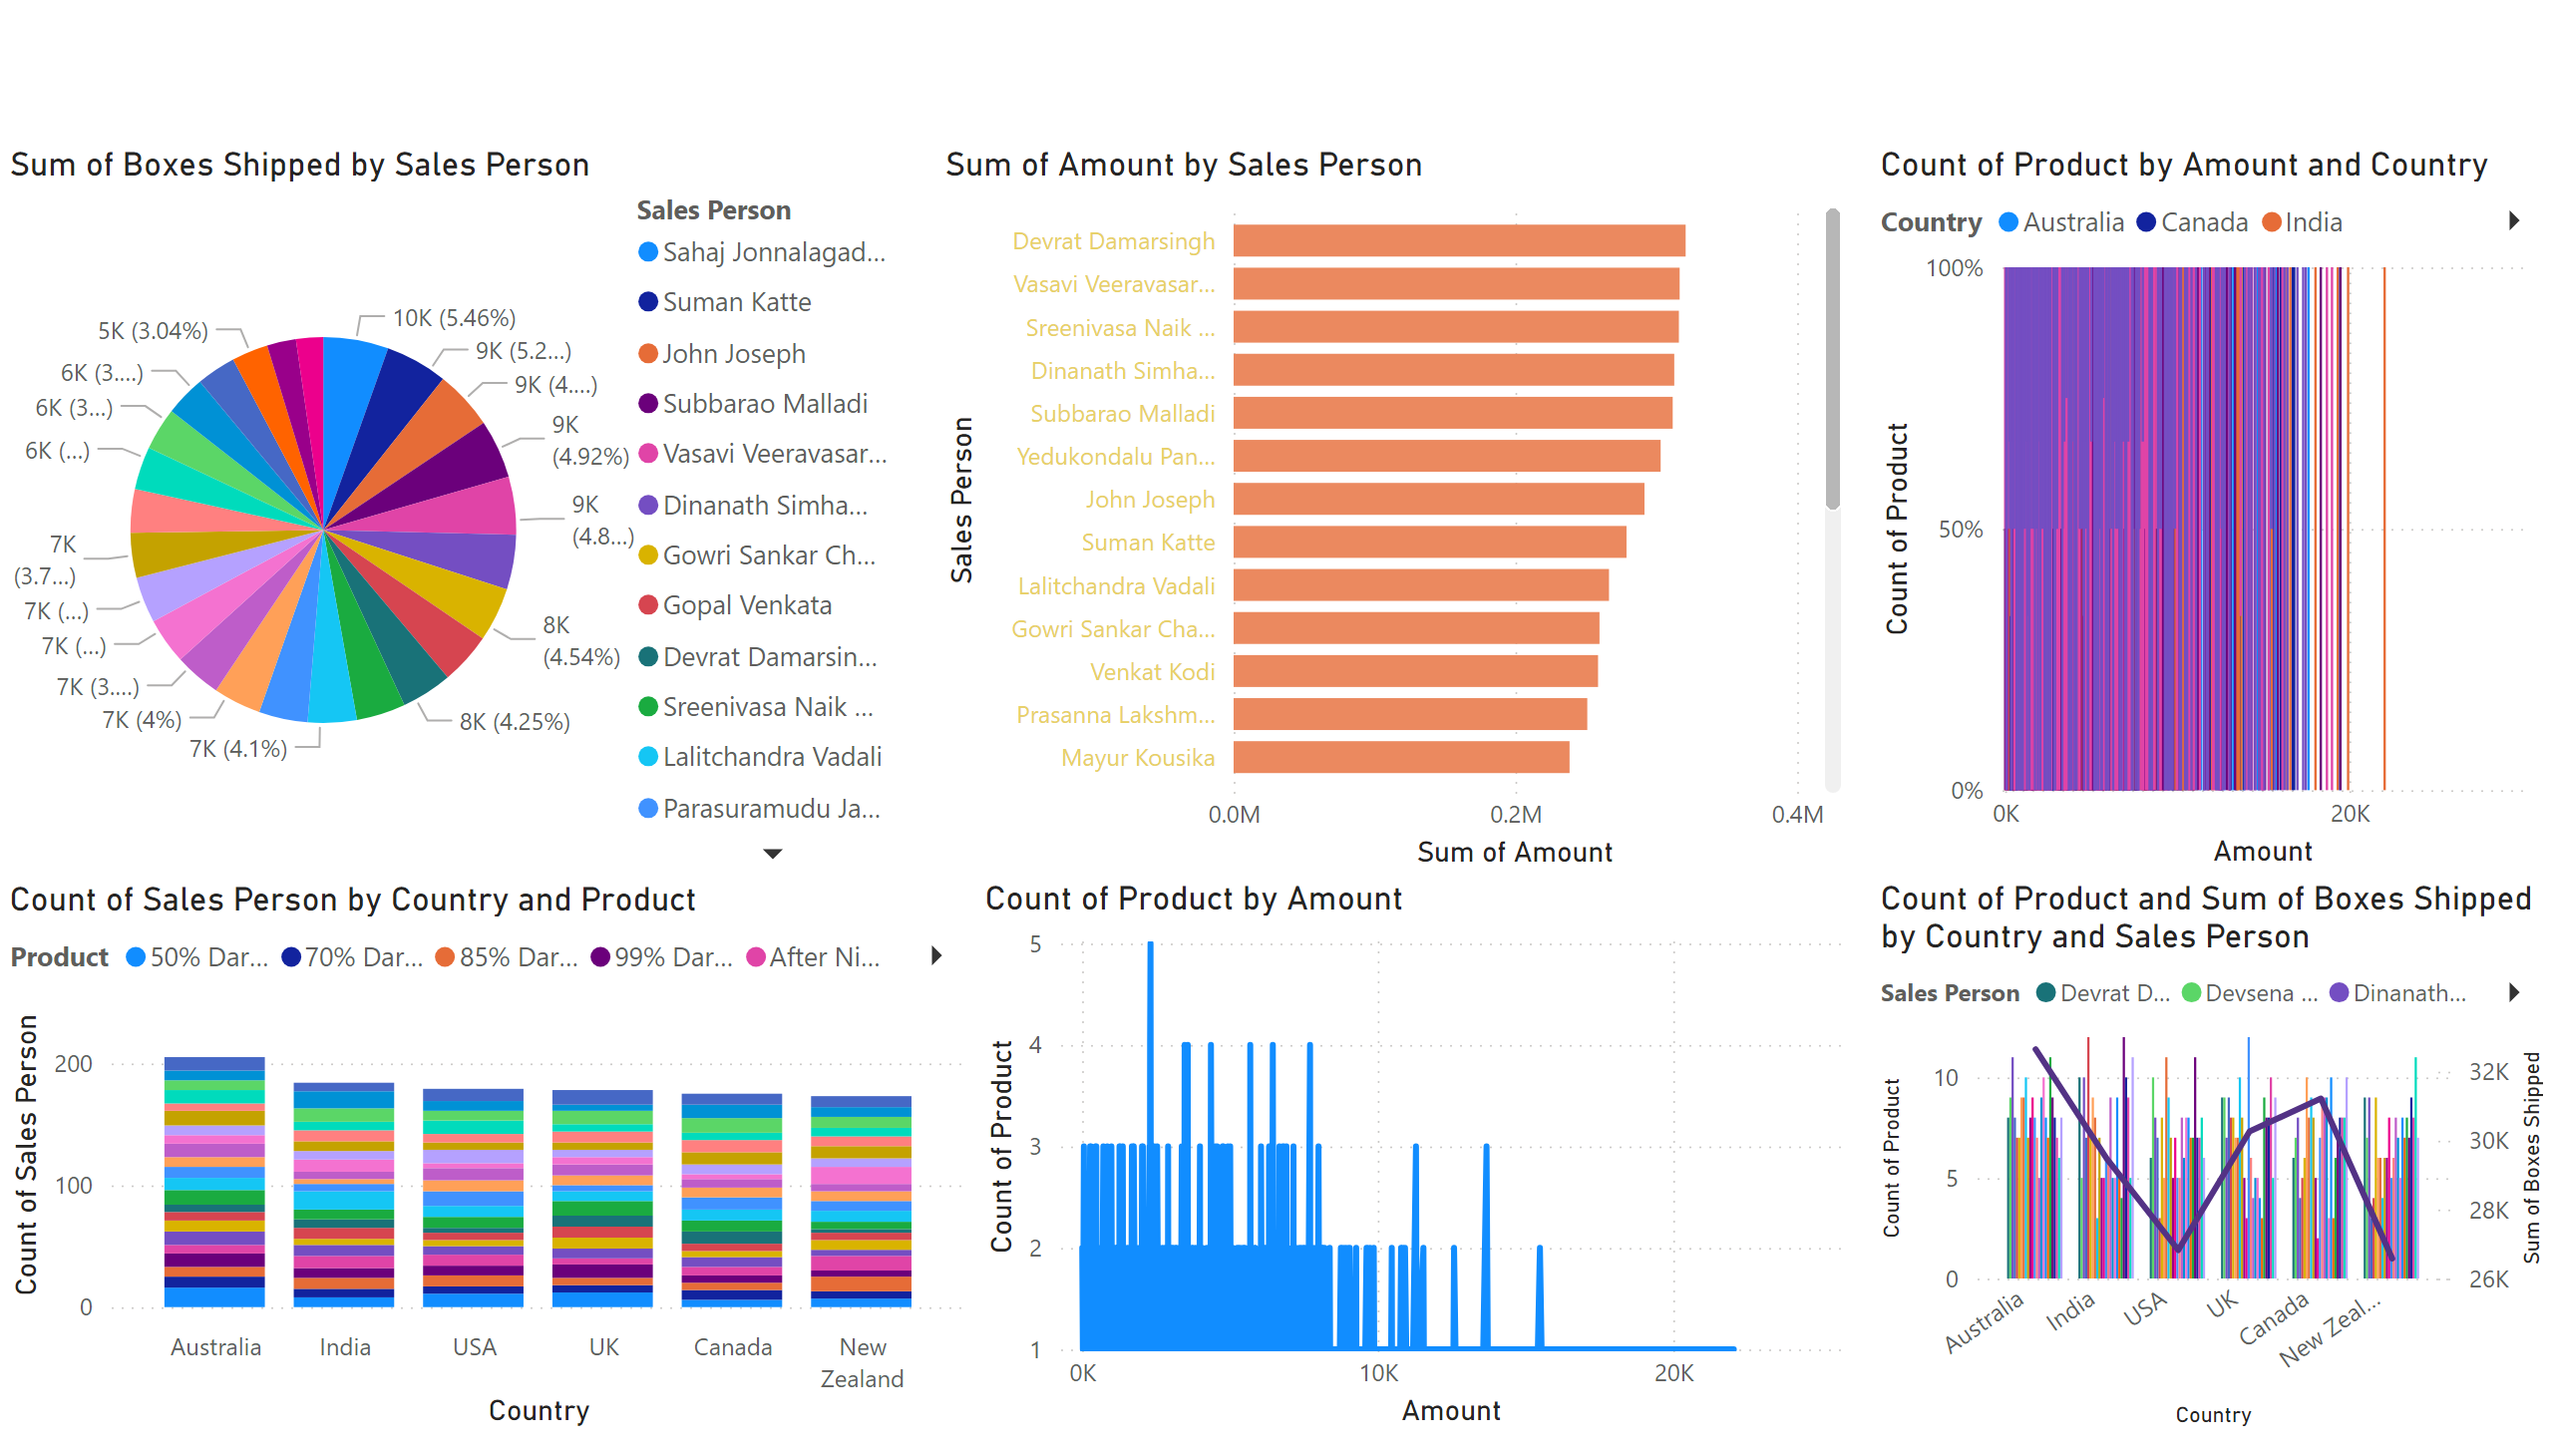 Sum of Boxes Shipped by Sales Person
Sales Person
Sahaj Jonnalagad...
Suman Katte
John Joseph
Subbarao Malladi
Vasavi Veeravasar...
Dinanath Simha...
Gowri Sankar Ch...
Gopal Venkata
Devrat Damarsin...
Sreenivasa Naik ...
Lalitchandra Vadali
Parasuramudu Ja...
10K (5.46%)
9K (5.2...)
9K (4....)
9K
(4.92%)
9K
(4.8...)
8K
(4.54%)
8K (4.25%)
7K (4.1%)
7K (4%)
7K (3....)
7K (...)
7K (...)
7K
(3.7...)
6K (...)
6K (3...)
6K (3....)
5K (3.04%)
Sum of Amount by Sales Person
Sales Person
Devrat Damarsingh
Vasavi Veeravasar...
Sreenivasa Naik ...
Dinanath Simha...
Subbarao Malladi
Yedukondalu Pan...
John Joseph
Suman Katte
Lalitchandra Vadali
Gowri Sankar Cha...
Venkat Kodi
Prasanna Lakshm...
Mayur Kousika
0.0M 0.2M 0.4M
Sum of Amount
Count of Product by Amount and Country
Country Australia Canada India
Count of Product
100%
50%
0%
0K 20K
Amount
Count of Sales Person by Country and Product
Product 50% Dar... 70% Dar... 85% Dar... 99% Dar... After Ni...
Count of Sales Person
200
100
0
Australia India USA UK Canada New
Zealand
Country
Count of Product by Amount
Count of Product
5
4
3
2
1
0K 10K 20K
Amount
Count of Product and Sum of Boxes Shipped
by Country and Sales Person
Sales Person Devrat D... Devsena ... Dinanath...
Count of Product
10
5
0
32K
30K
28K
26K
Sum of Boxes Shipped
Australia India USA UK Canada New Zeal...
Country